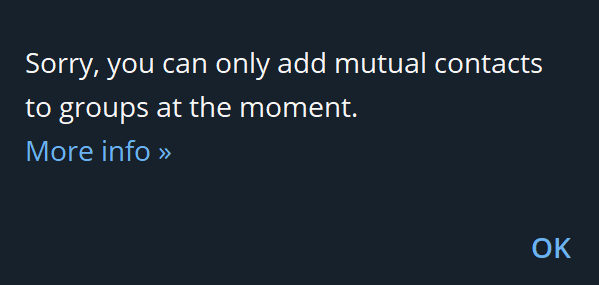 Sorry, you can only add mutual contacts
to groups at the moment.
More info »
OK